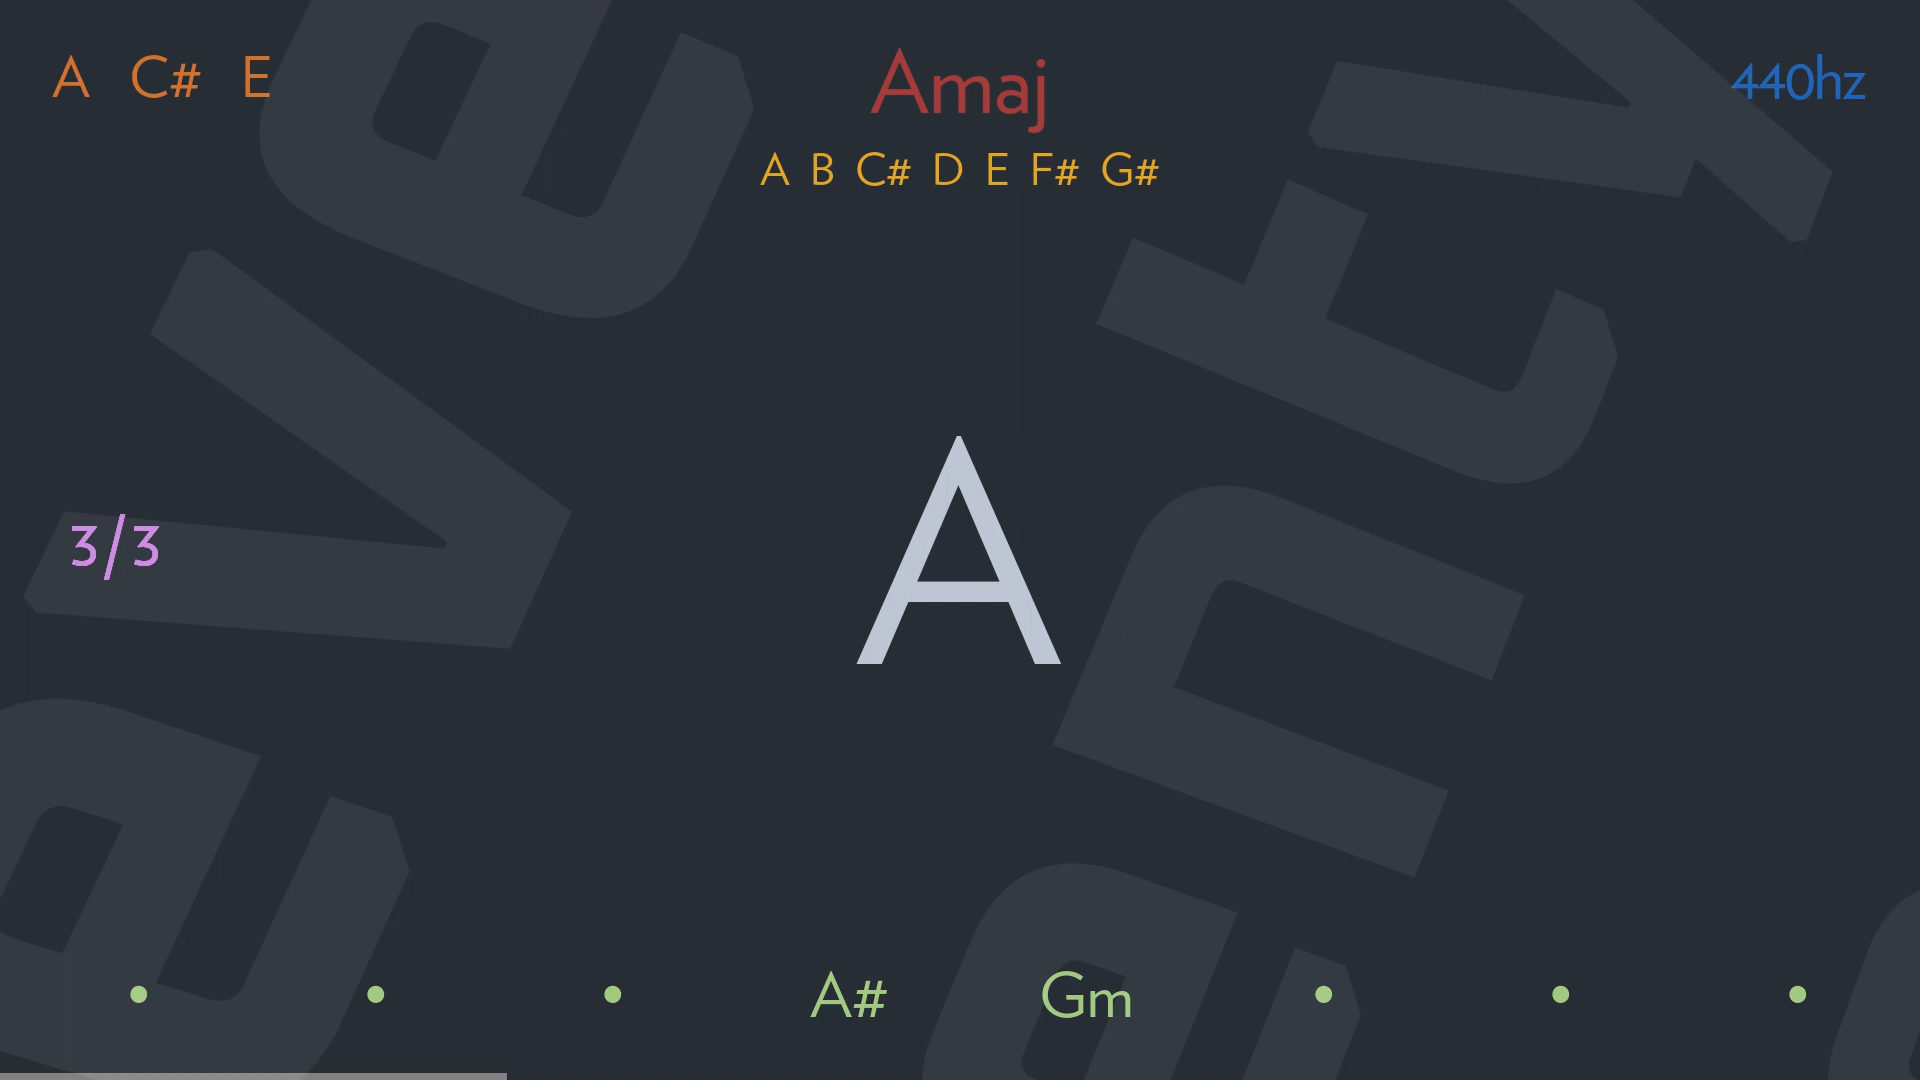 A C# E
Amaj
440hz
A B C# D E F# G#
3/3
A
A# Gm